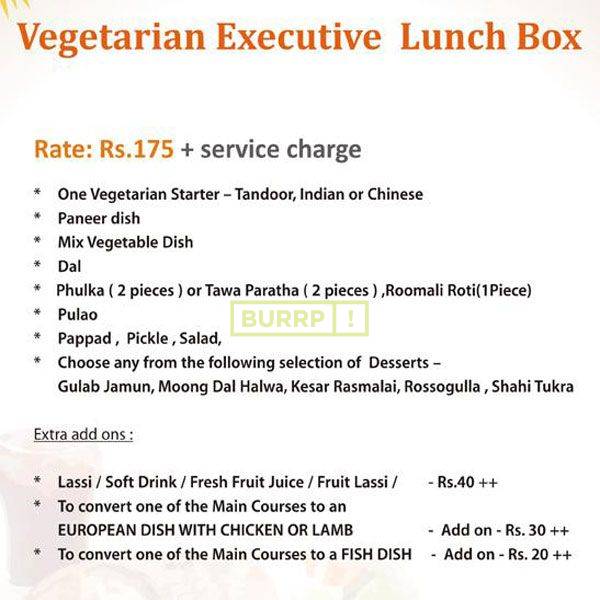 Vegetarian Executive Lunch Box
Rate: Rs.175 + service charge
* One Vegetarian Starter – Tandoor, Indian or Chinese
* Paneer dish
* Mix Vegetable Dish
* Dal
* Phulka ( 2 pieces ) or Tawa Paratha ( 2 pieces ) ,Roomali Roti(1Piece)
* Pulao
BURRP !
* Pappad , Pickle , Salad,
* Choose any from the following selection of Desserts –
Gulab Jamun, Moong Dal Halwa, Kesar Rasmalai, Rossogulla , Shahi Tukra
Extra add ons :
* Lassi / Soft Drink / Fresh Fruit Juice / Fruit Lassi / - Rs.40 ++
* To convert one of the Main Courses to an
EUROPEAN DISH WITH CHICKEN OR LAMB - Add on - Rs. 30 ++
* To convert one of the Main Courses to a FISH DISH - Add on - Rs. 20 ++